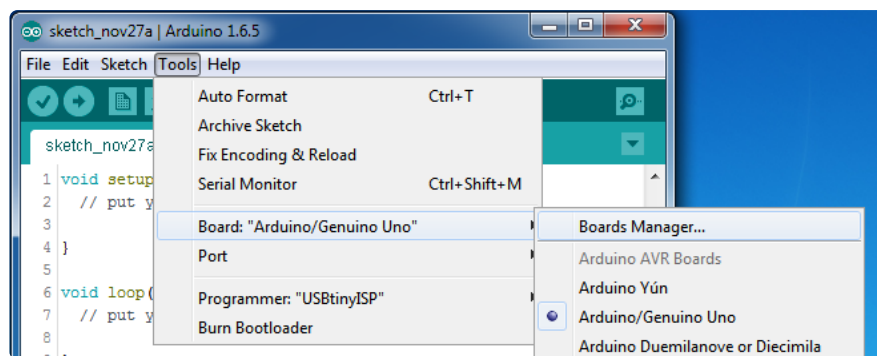 sketch_nov27a | Arduino 1.6.5
File Edit Sketch Tools Help
Auto Format Ctrl+T
Archive Sketch
Fix Encoding & Reload
Serial Monitor Ctrl+Shift+M
Board: "Arduino/Genuino Uno"
Port
Programmer: "USBtinyISP"
Burn Bootloader
Boards Manager...
Arduino AVR Boards
Arduino Yún
Arduino/Genuino Uno
Arduino Duemilanove or Diecimila
sketch_nov27a
1 void setup
2 // put y
3
4 }
5
6 void loop(
7 // put y
8